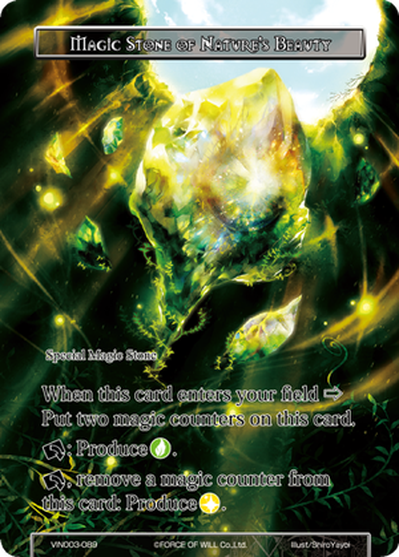 Magic Stone of Nature's Beauty
Special Magic Stone
When this card enters your field ⇒
Put two magic counters on this card.
: Produce .
, remove a magic counter from
this card: Produce .
VIN003-089 ©FORCE OF WILL Co.,Ltd. Illust/ShiroYayoi